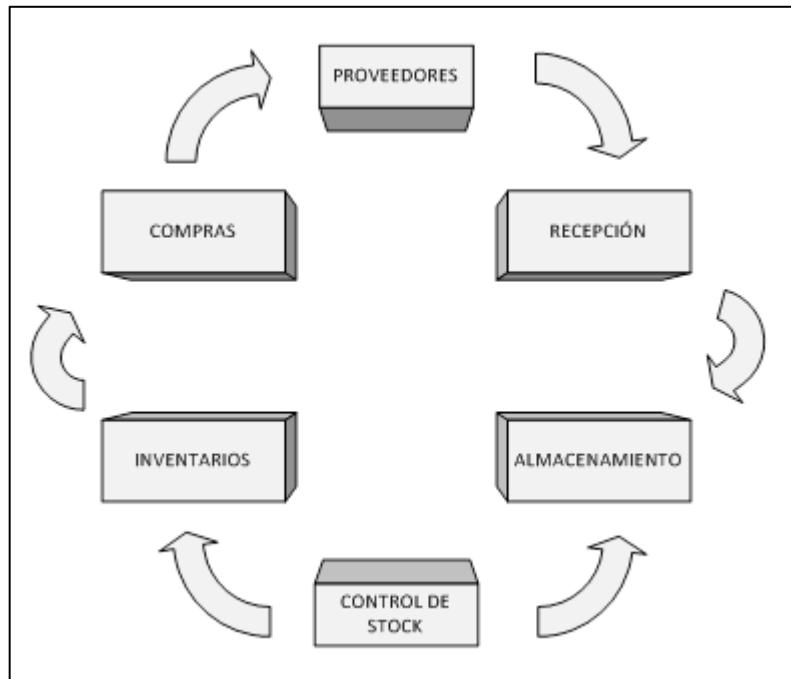 PROVEEDORES
COMPRAS
RECEPCIÓN
INVENTARIOS
ALMACENAMIENTO
CONTROL DE
STOCK